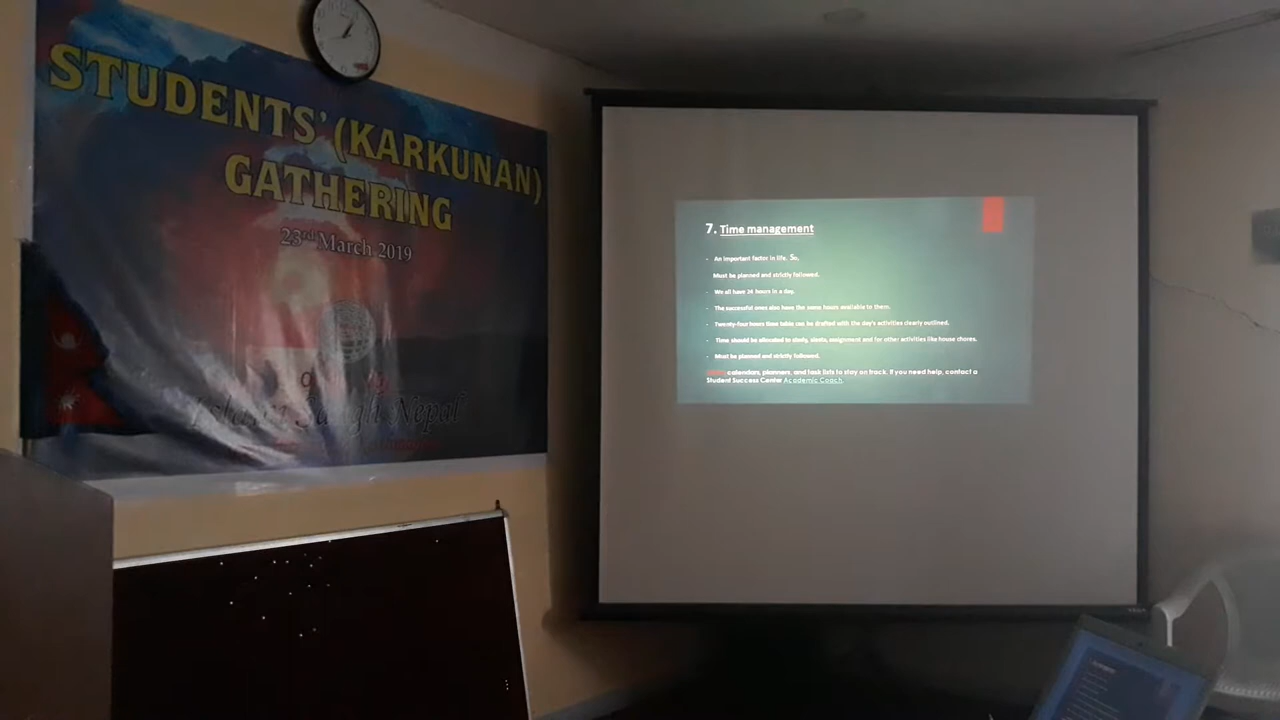 STUDENTS' (KARKUNAN)
GATHERING
23rd March 2019
Islami Sangh Nepal
7. Time management
- An important factor in life. So,
Must be planned and strictly followed.
- We all have 24 hours in a day.
- The successful ones also have the same hours available to them.
- Twenty-four hours time table can be drafted with the day's activities clearly outlined.
- Time should be allocated to study, siesta, assignment and for other activities like house chores.
- Must be planned and strictly followed.
calendars, planners, and task lists to stay on track. If you need help, contact a
Student Success Center Academic Coach.